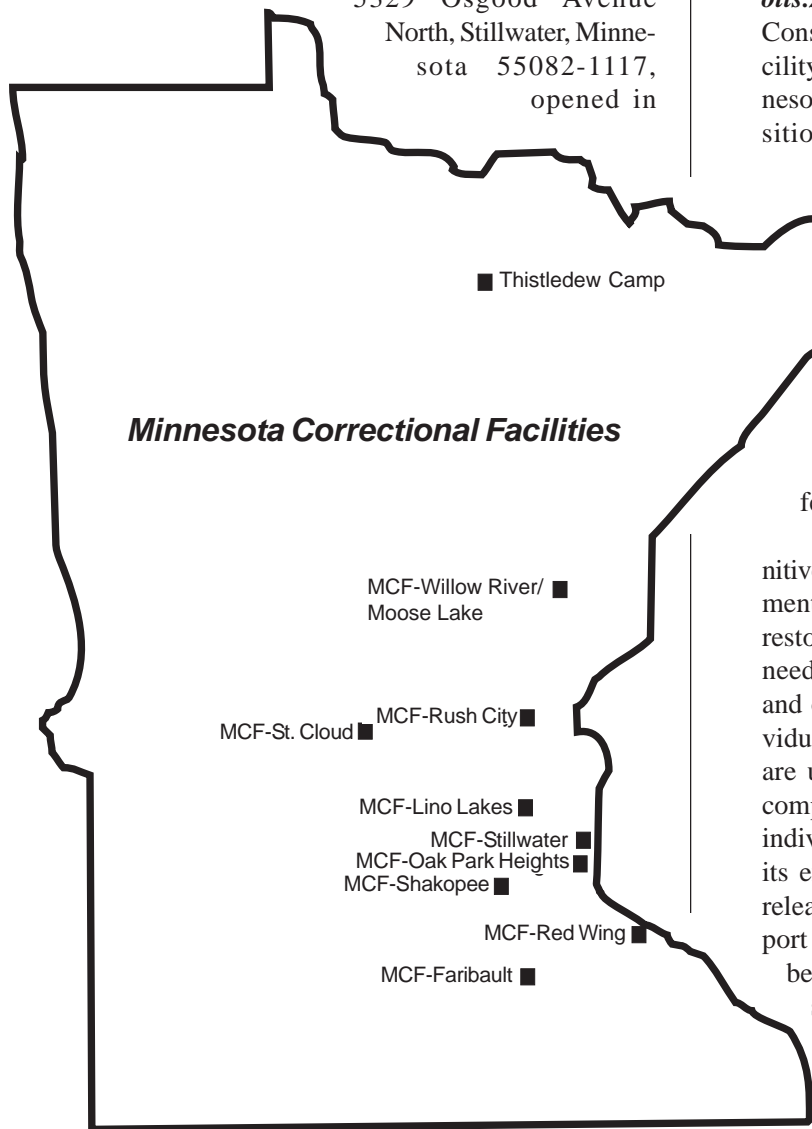 5329 Osgood Avenue
North, Stillwater, Minne-
sota 55082-1117,
opened in
Cons
cility
neso
sitio
Thistledew Camp
Minnesota Correctional Facilities
MCF-Willow River/
Moose Lake
MCF-Rush City
MCF-St. Cloud
MCF-Lino Lakes
MCF-Stillwater
MCF-Oak Park Heights
MCF-Shakopee
MCF-Red Wing
MCF-Faribault
fe
nitive
ment
resto
need
and
vidu
are u
comp
indiv
its e
relea
port
be